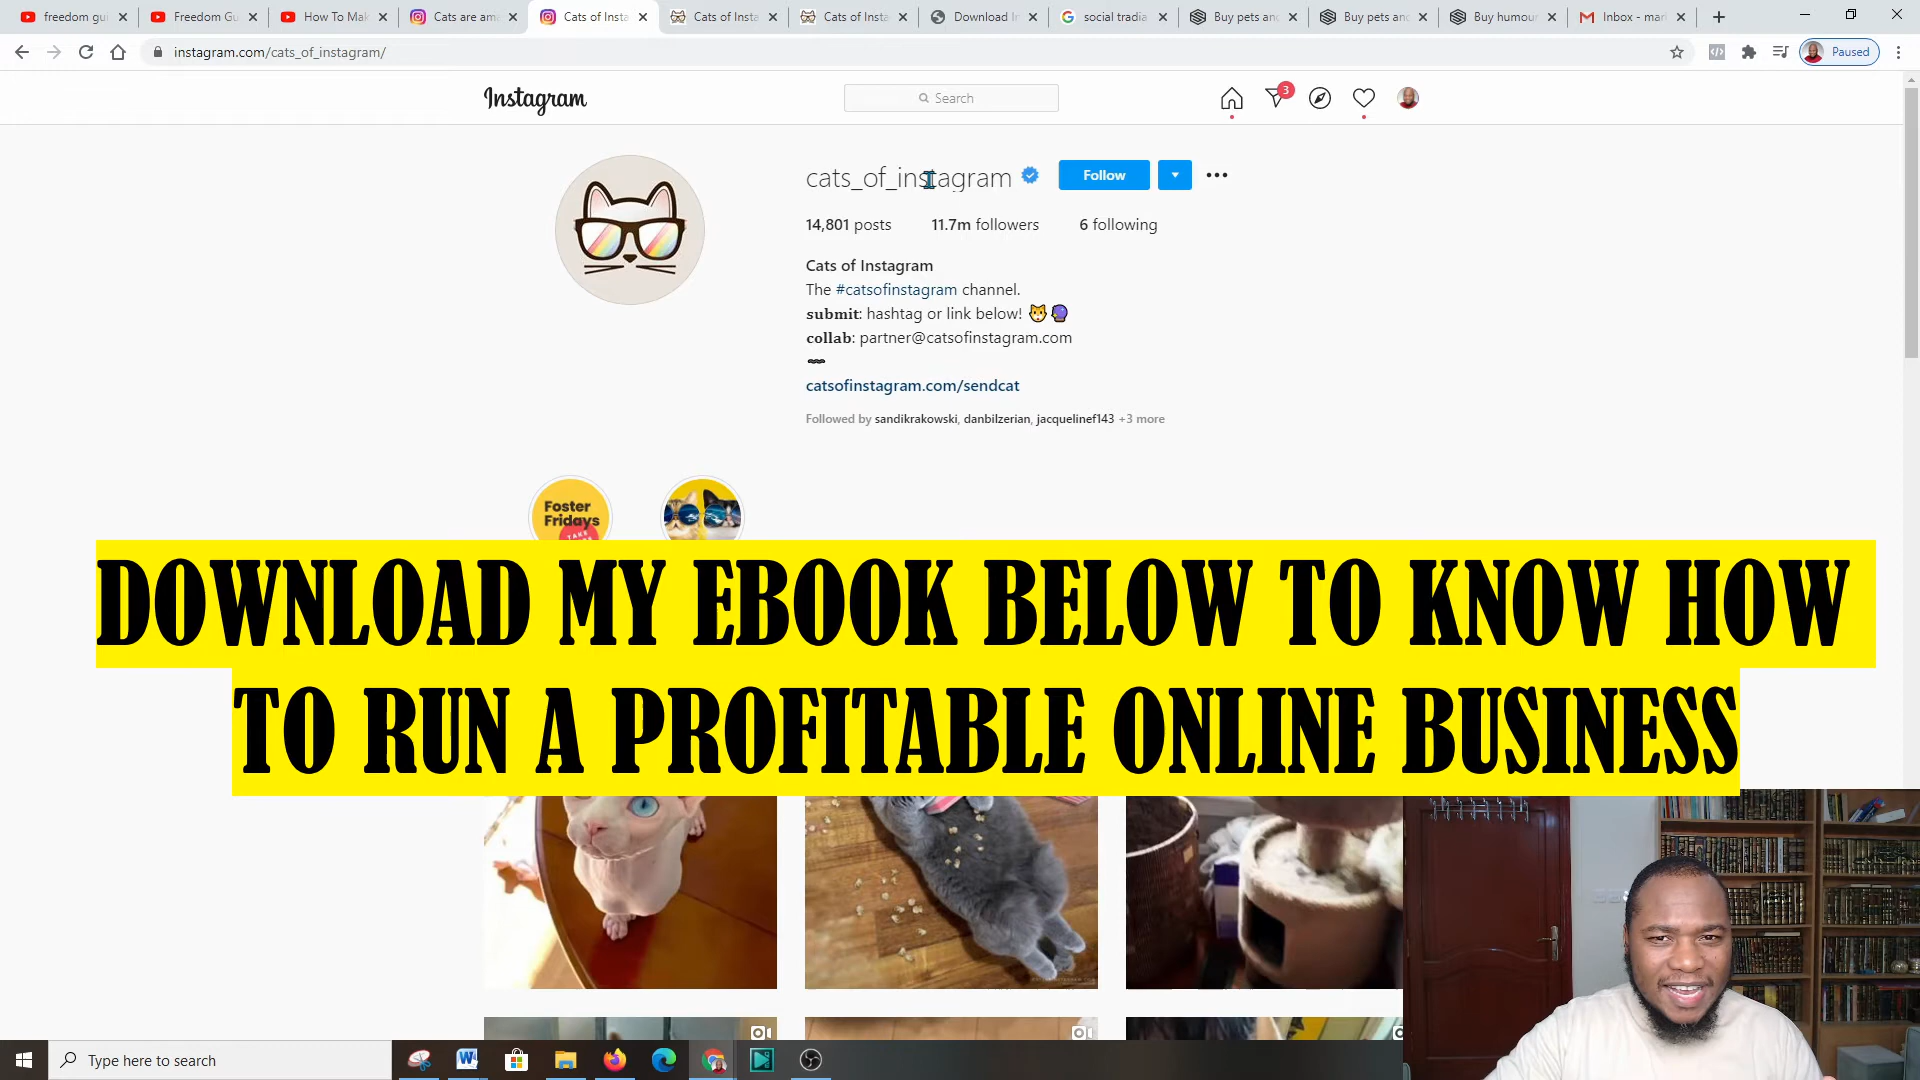 freedom gui
Freedom Gu
How To Mak
Cats are am
Cats of Insta
Cats of Insta
Cats of Insta
Download I
social tradia
Buy pets an
Buy pets an
Buy humou
Inbox - mar
instagram.com/cats_of_instagram/
Paused
Instagram
Search
3
cats_of_instagram
Follow
14,801 posts
11.7m followers
6 following
Cats of Instagram
The #catsofinstagram channel.
submit: hashtag or link below!
collab: partner@catsofinstagram.com
catsofinstagram.com/sendcat
Followed by sandikrakowski, danbilzerian, jacquelinef143 +3 more
Foster
Fridays
TAKE
DOWNLOAD MY EBOOK BELOW TO KNOW HOW
TO RUN A PROFITABLE ONLINE BUSINESS
Type here to search